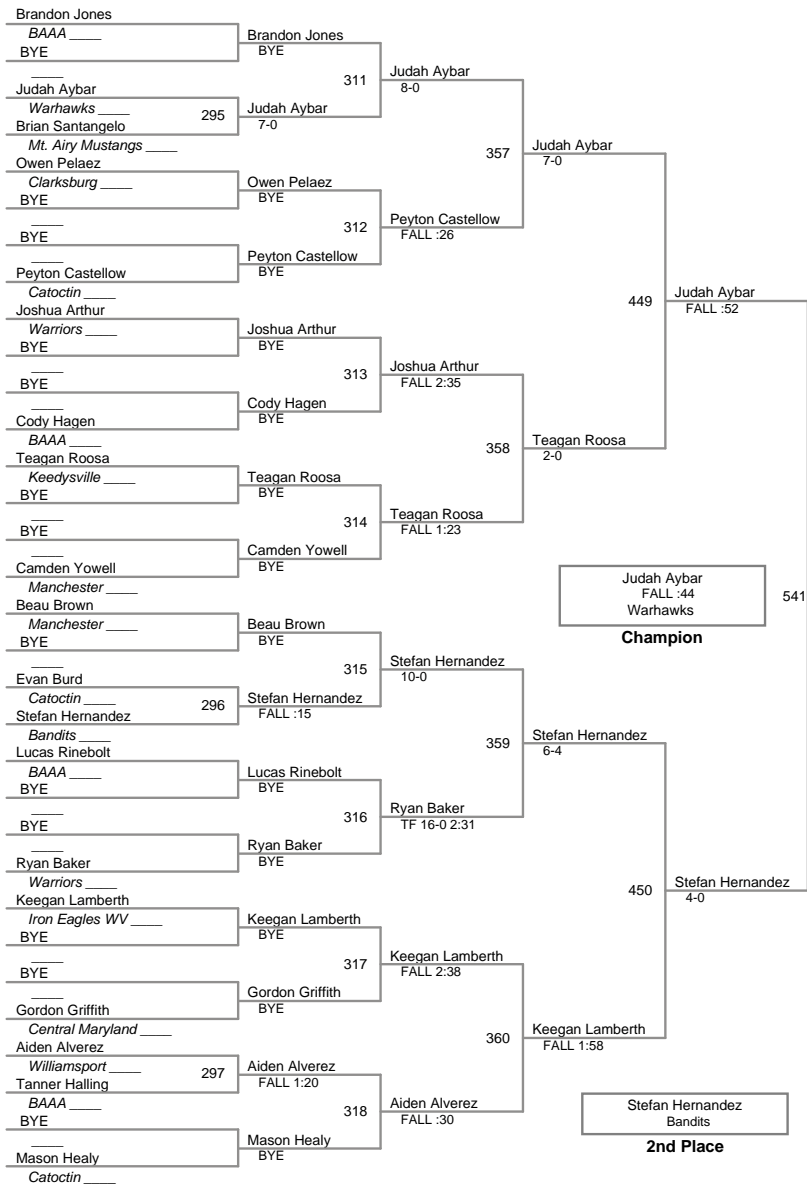 Brandon Jones
BAAA ____
BYE
____
Judah Aybar
Warhawks ____
295
Brian Santangelo
Mt. Airy Mustangs ____
Owen Pelaez
Clarksburg ____
BYE
____
BYE
____
Peyton Castellow
Catoctin ____
Joshua Arthur
Warriors ____
BYE
____
BYE
____
Cody Hagen
BAAA ____
Teagan Roosa
Keedysville ____
BYE
____
BYE
____
Camden Yowell
Manchester ____
Beau Brown
Manchester ____
BYE
____
Evan Burd
Catoctin ____
296
Stefan Hernandez
Bandits ____
Lucas Rinebolt
BAAA ____
BYE
____
BYE
____
Ryan Baker
Warriors ____
Keegan Lamberth
Iron Eagles WV ____
BYE
____
BYE
____
Gordon Griffith
Central Maryland ____
Aiden Alverez
Williamsport ____
297
Tanner Halling
BAAA ____
BYE
____
Mason Healy
Catoctin ____
Brandon Jones
BYE
311
Judah Aybar
7-0
Owen Pelaez
BYE
312
Peyton Castellow
BYE
Joshua Arthur
BYE
313
Cody Hagen
BYE
Teagan Roosa
BYE
314
Camden Yowell
BYE
Beau Brown
BYE
315
Stefan Hernandez
FALL :15
Lucas Rinebolt
BYE
316
Ryan Baker
BYE
Keegan Lamberth
BYE
317
Gordon Griffith
BYE
Aiden Alverez
FALL 1:20
318
Mason Healy
BYE
Judah Aybar
8-0
357
Peyton Castellow
FALL :26
Joshua Arthur
FALL 2:35
358
Teagan Roosa
FALL 1:23
Stefan Hernandez
10-0
359
Ryan Baker
TF 16-0 2:31
Keegan Lamberth
FALL 2:38
360
Aiden Alverez
FALL :30
Judah Aybar
7-0
449
Teagan Roosa
2-0
Stefan Hernandez
6-4
450
Keegan Lamberth
FALL 1:58
Judah Aybar
FALL :52
541
Stefan Hernandez
4-0
Judah Aybar
FALL :44
Warhawks
Champion
Stefan Hernandez
Bandits
2nd Place